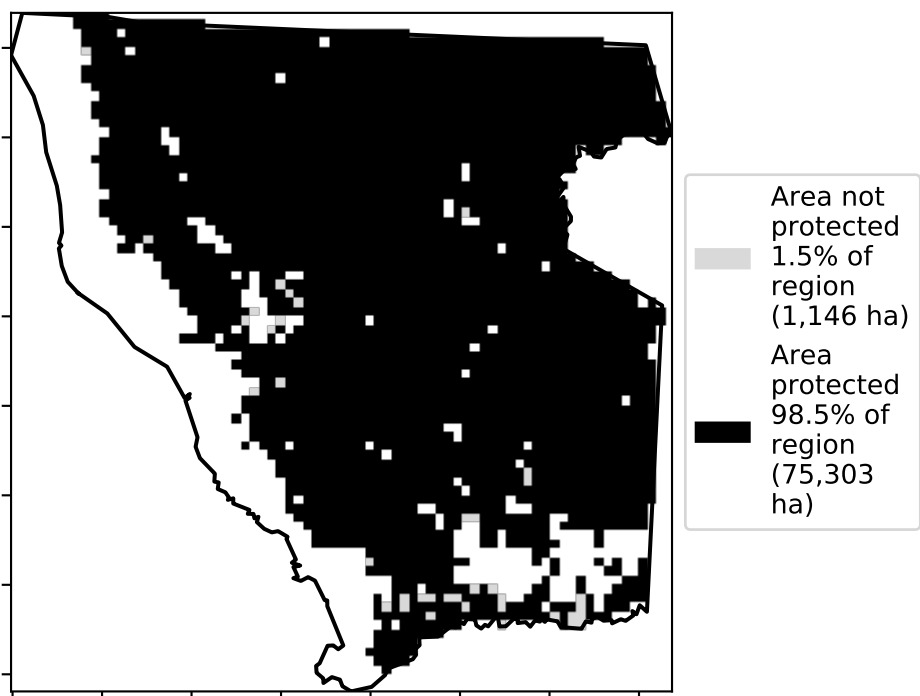 Area not
protected
1.5% of
region
(1,146 ha)
Area
protected
98.5% of
region
(75,303
ha)